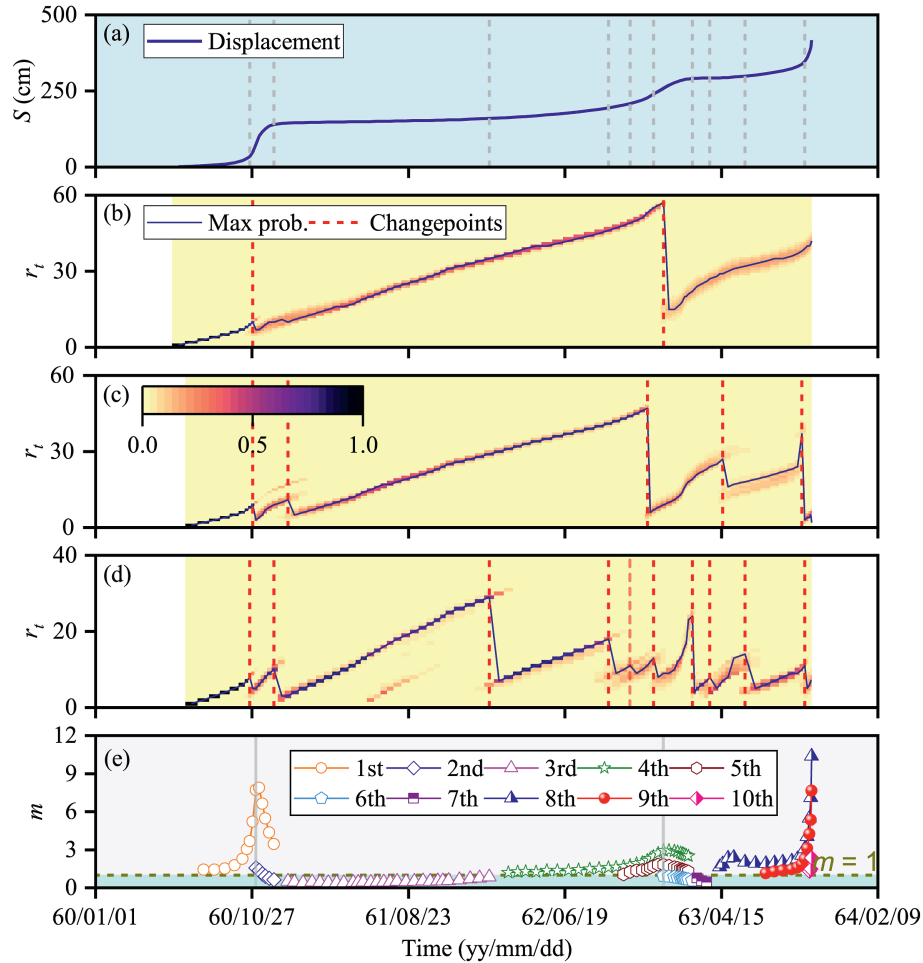 500
(a)
Displacement
250
S (cm)
0
60
(b)
Max prob.
Changepoints
30
r_t
0
60
(c)
0.0
0.5
1.0
30
r_t
0
40
(d)
20
r_t
0
12
(e)
1st
2nd
3rd
4th
5th
6th
7th
8th
9th
10th
9
6
m
3
m = 1
0
60/01/01
60/10/27
61/08/23
62/06/19
63/04/15
64/02/09
Time (yy/mm/dd)